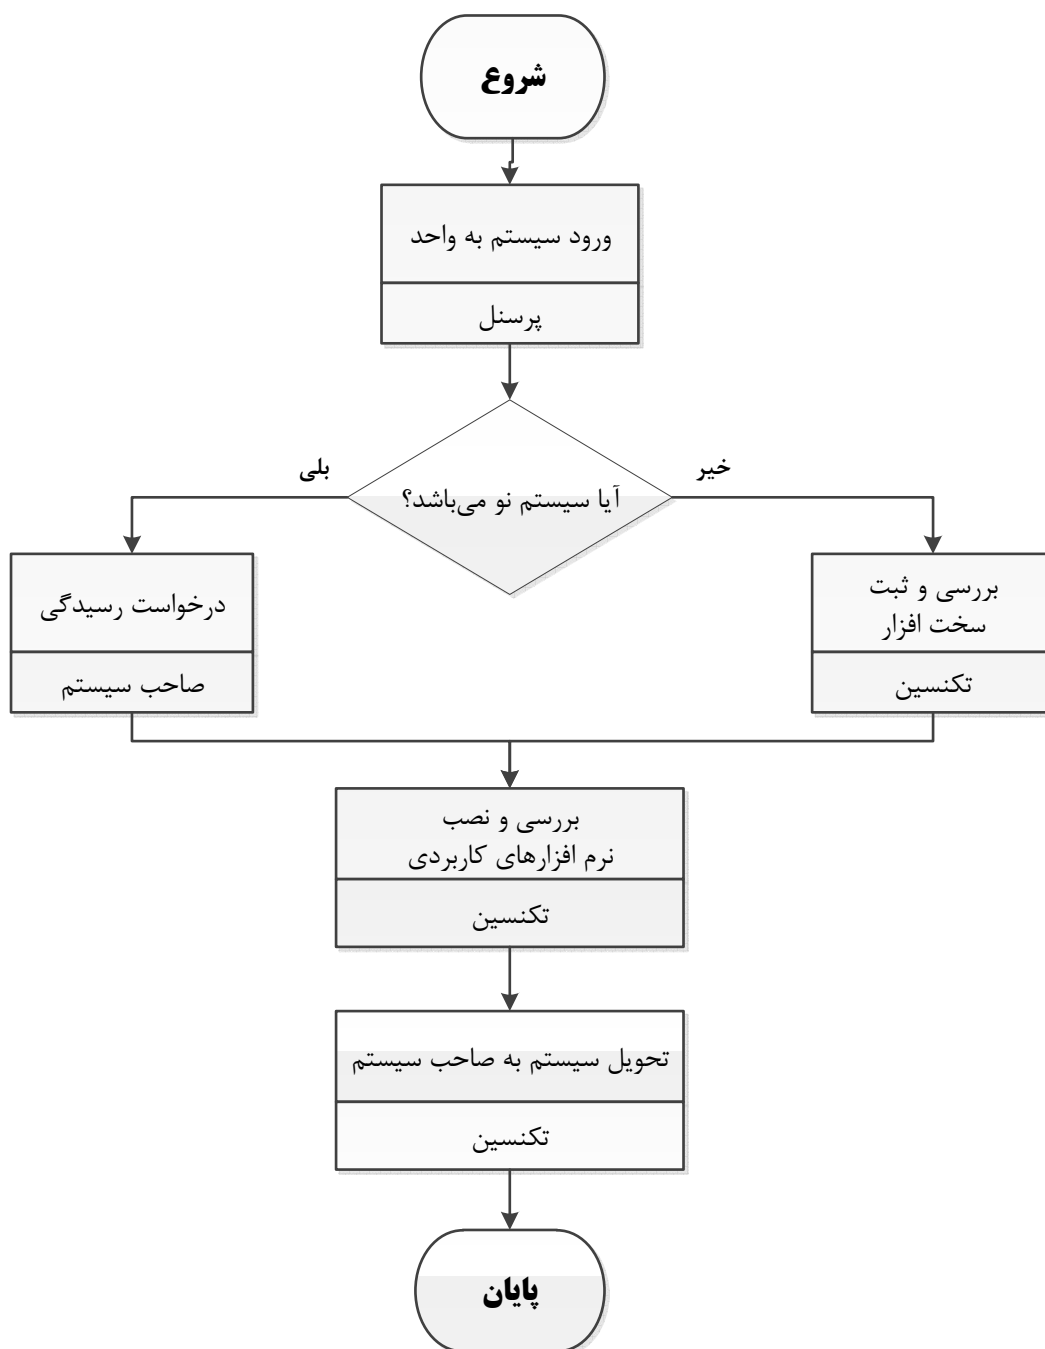 شروع
ورود سیستم به واحد
پرسنل
خیر
بلی
آیا سیستم نو می‌باشد؟
بررسی و ثبت
سخت افزار
تکنسین
درخواست رسیدگی
صاحب سیستم
بررسی و نصب
نرم افزارهای کاربردی
تکنسین
تحویل سیستم به صاحب سیستم
تکنسین
پایان